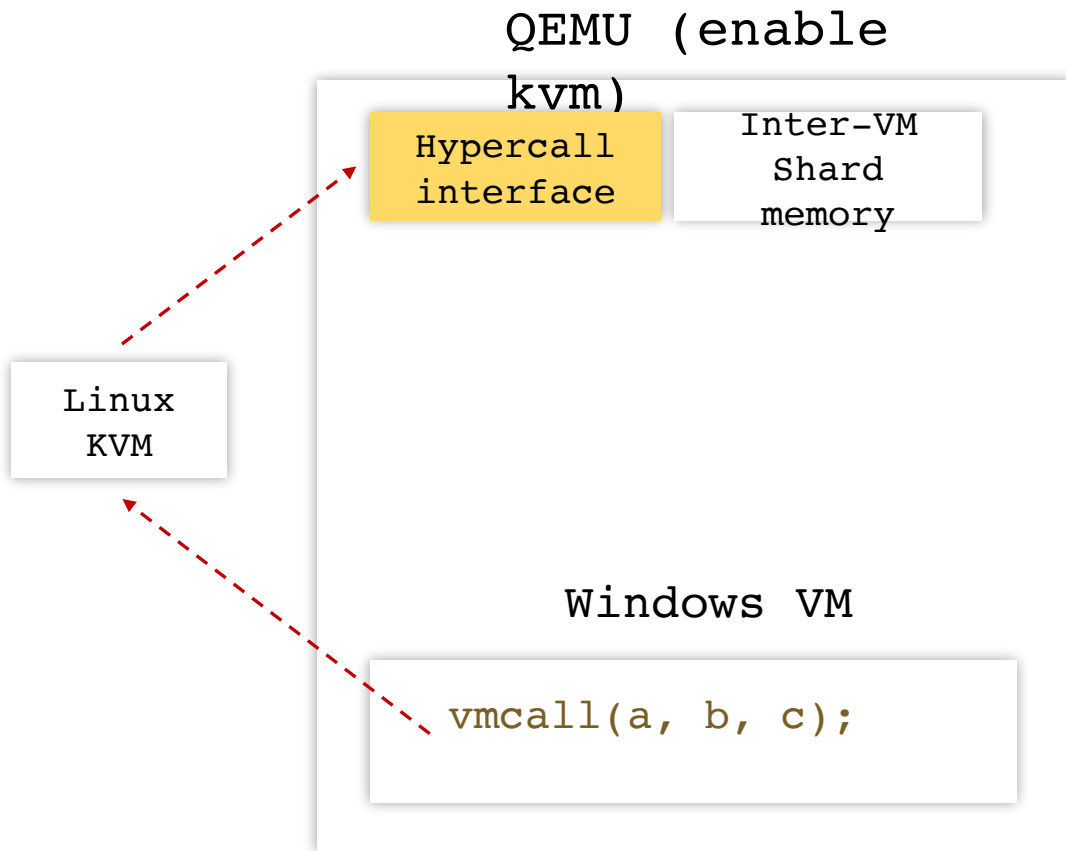 QEMU (enable
kvm)
Hypercall
interface
Inter-VM
Shard
memory
Linux
KVM
Windows VM
vmcall(a, b, c);